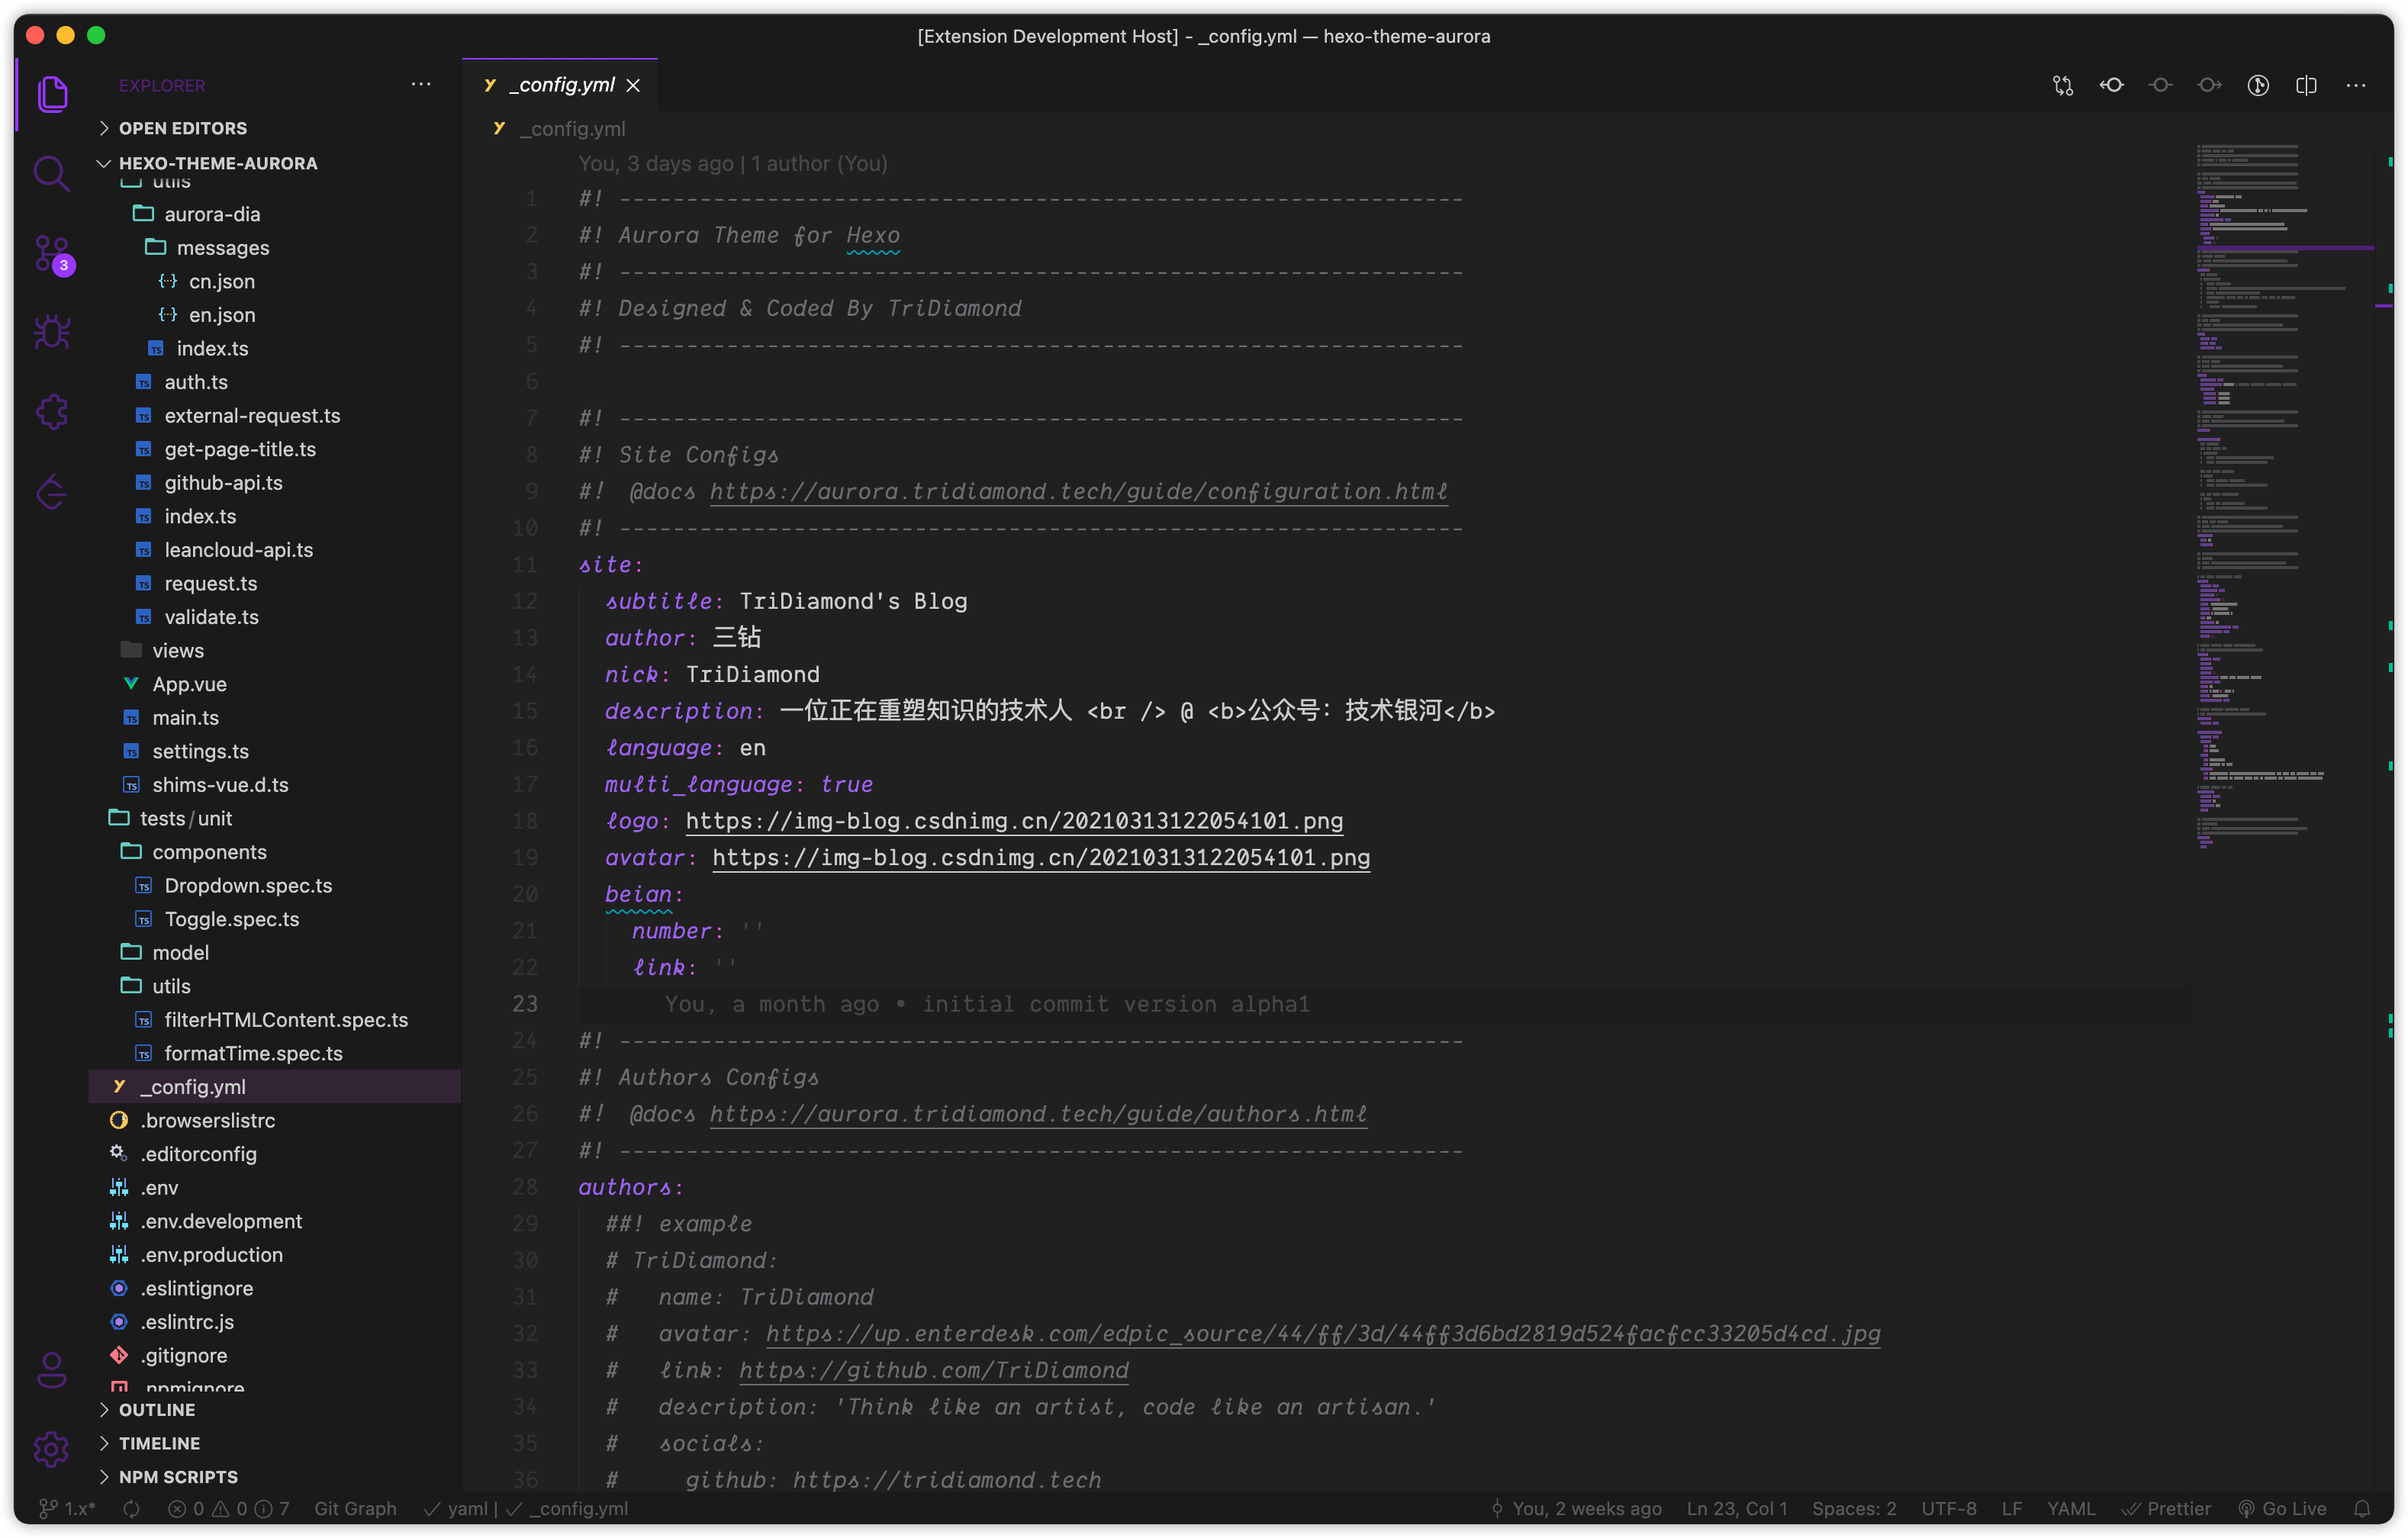 [Extension Development Host] - _config.yml — hexo-theme-aurora
EXPLORER
OPEN EDITORS
HEXO-THEME-AURORA
utils
aurora-dia
messages
cn.json
en.json
index.ts
auth.ts
external-request.ts
get-page-title.ts
github-api.ts
index.ts
leancloud-api.ts
request.ts
validate.ts
views
App.vue
main.ts
settings.ts
shims-vue.d.ts
tests/unit
components
Dropdown.spec.ts
Toggle.spec.ts
model
utils
filterHTMLContent.spec.ts
formatTime.spec.ts
_config.yml
.browserslistrc
.editorconfig
.env
.env.development
.env.production
.eslintignore
.eslintrc.js
.gitignore
.npmignore
OUTLINE
TIMELINE
NPM SCRIPTS
3
_config.yml
_config.yml
You, 3 days ago | 1 author (You)
1 #! ---------------------------------------------------------------
2 #! Aurora Theme for Hexo
3 #! ---------------------------------------------------------------
4 #! Designed & Coded By TriDiamond
5 #! ---------------------------------------------------------------
6
7 #! ---------------------------------------------------------------
8 #! Site Configs
9 #!  @docs https://aurora.tridiamond.tech/guide/configuration.html
10 #! ---------------------------------------------------------------
11 site:
12   subtitle: TriDiamond's Blog
13   author: 三钻
14   nick: TriDiamond
15   description: 一位正在重塑知识的技术人 <br /> @ <b>公众号：技术银河</b>
16   language: en
17   multi_language: true
18   logo: https://img-blog.csdnimg.cn/20210313122054101.png
19   avatar: https://img-blog.csdnimg.cn/20210313122054101.png
20   beian:
21     number: ''
22     link: ''
23 You, a month ago • initial commit version alpha1
24 #! ---------------------------------------------------------------
25 #! Authors Configs
26 #!  @docs https://aurora.tridiamond.tech/guide/authors.html
27 #! ---------------------------------------------------------------
28 authors:
29   ##! example
30   # TriDiamond:
31   #   name: TriDiamond
32   #   avatar: https://up.enterdesk.com/edpic_source/44/ff/3d/44ff3d6bd2819d524facfcc33205d4cd.jpg
33   #   link: https://github.com/TriDiamond
34   #   description: 'Think like an artist, code like an artisan.'
35   #   socials:
36   #     github: https://tridiamond.tech
1.x* 0 0 7 Git Graph yaml | _config.yml You, 2 weeks ago Ln 23, Col 1 Spaces: 2 UTF-8 LF YAML Prettier Go Live